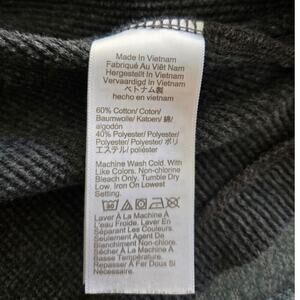 Made In Vietnam
Fabriqué Au Viêt Nam
Hergestellt In Vietnam
Vervaardigd In Vietnam
ベトナム製
hecho en vietnam
60% Cotton/ Coton/
Baumwolle/ Katoen/ 綿/
algodón
40% Polyester/ Polyester/
Polyester/ Polyester/ ポリ
エステル/ poliéster
Machine Wash Cold. With
Like Colors. Non-chlorine
Bleach Only. Tumble Dry
Low. Iron On Lowest
Setting.
Laver À La Machine À
L'eau Froide. Laver En
Séparant Les Couleurs
Seulement Agent De
Blanchiment Non-chloré.
Sèchage Par Machine À
Basse Température.
Repasser À Fer Doux Si
Nécessaire